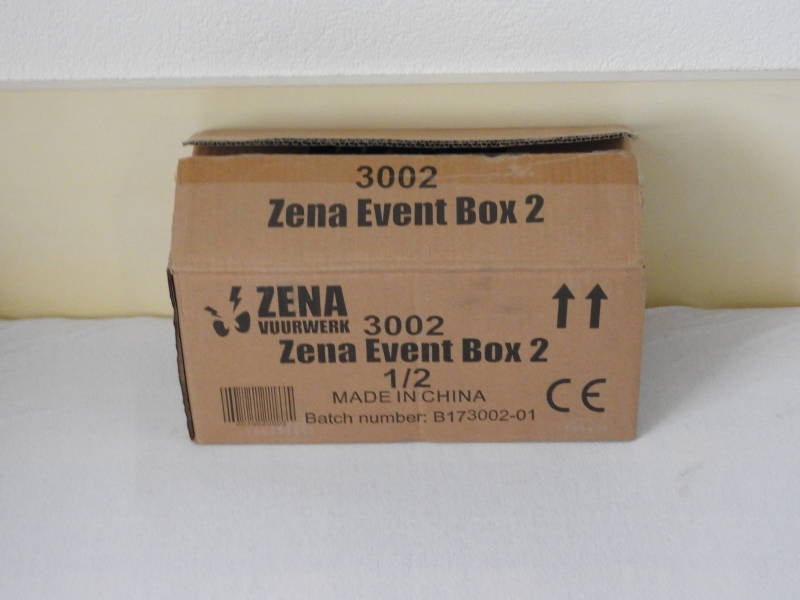 3002
Zena Event Box 2
ZENA
VUURWERK 3002
Zena Event Box 2
1/2
MADE IN CHINA
CE
Batch number: B173002-01